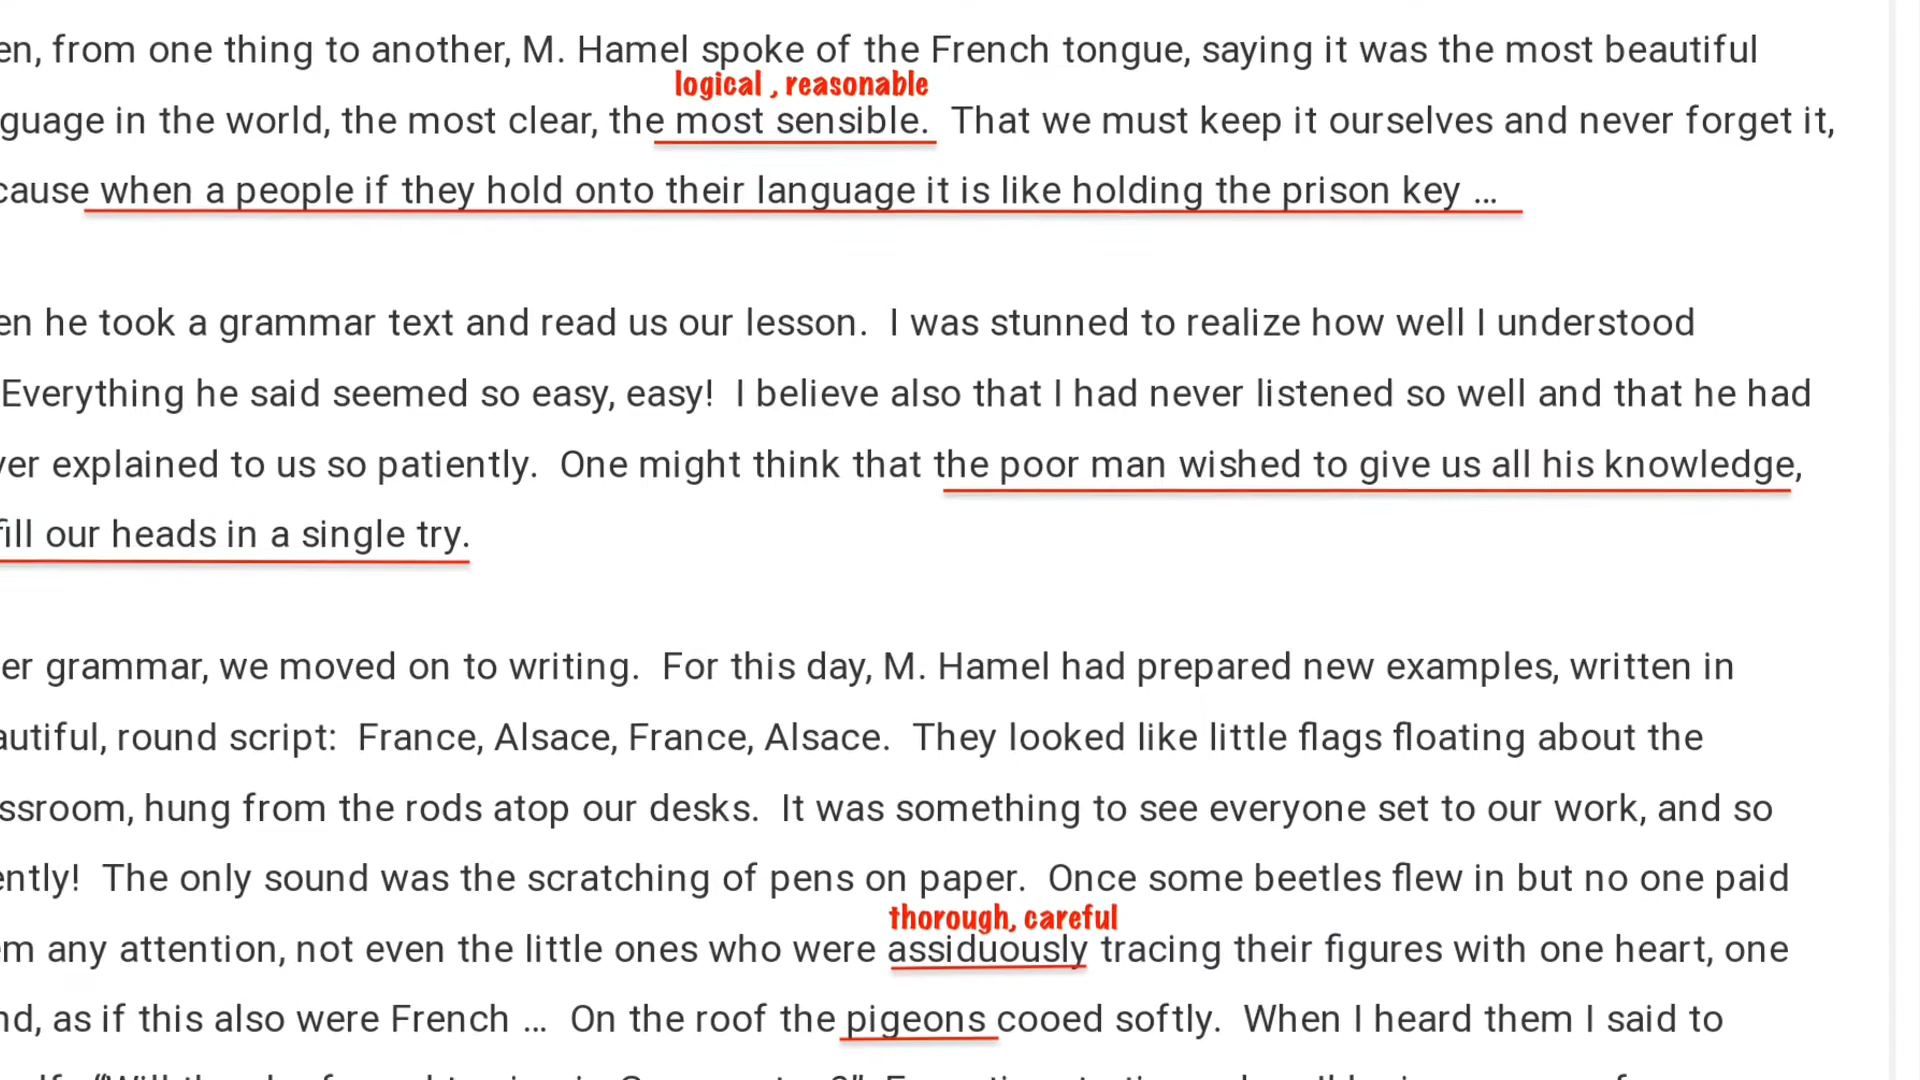 en, from one thing to another, M. Hamel spoke of the French tongue, saying it was the most beautiful
logical , reasonable
guage in the world, the most clear, the most sensible. That we must keep it ourselves and never forget it,
cause when a people if they hold onto their language it is like holding the prison key ...
en he took a grammar text and read us our lesson. I was stunned to realize how well I understood
Everything he said seemed so easy, easy! I believe also that I had never listened so well and that he had
ver explained to us so patiently. One might think that the poor man wished to give us all his knowledge,
fill our heads in a single try.
er grammar, we moved on to writing. For this day, M. Hamel had prepared new examples, written in
autiful, round script: France, Alsace, France, Alsace. They looked like little flags floating about the
ssroom, hung from the rods atop our desks. It was something to see everyone set to our work, and so
ently! The only sound was the scratching of pens on paper. Once some beetles flew in but no one paid
thorough, careful
em any attention, not even the little ones who were assiduously tracing their figures with one heart, one
nd, as if this also were French ... On the roof the pigeons cooed softly. When I heard them I said to